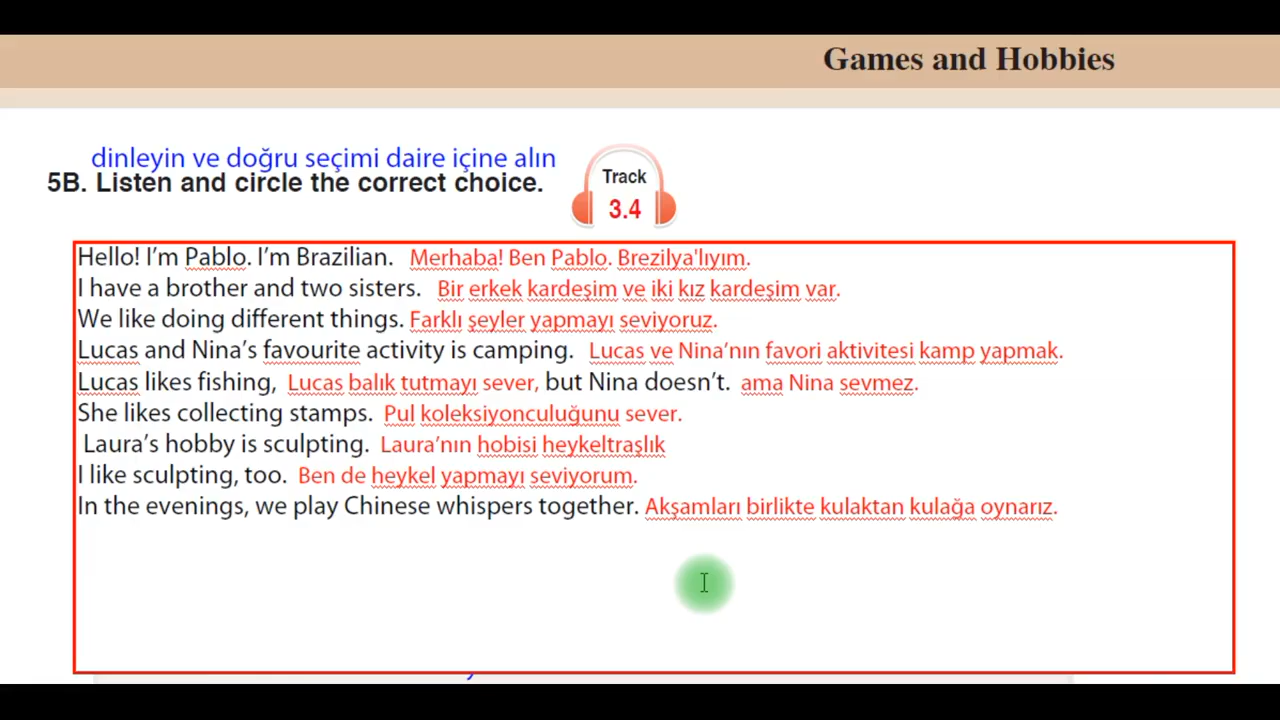 Games and Hobbies
dinleyin ve doğru seçimi daire içine alın
5B. Listen and circle the correct choice.
Track
3.4
Hello! I’m Pablo. I’m Brazilian. Merhaba! Ben Pablo. Brezilya'lıyım.
I have a brother and two sisters. Bir erkek kardeşim ve iki kız kardeşim var.
We like doing different things. Farklı şeyler yapmayı seviyoruz.
Lucas and Nina’s favourite activity is camping. Lucas ve Nina’nın favori aktivitesi kamp yapmak.
Lucas likes fishing, Lucas balık tutmayı sever, but Nina doesn’t. ama Nina sevmez.
She likes collecting stamps. Pul koleksiyonculuğunu sever.
Laura’s hobby is sculpting. Laura’nın hobisi heykeltraşlık
I like sculpting, too. Ben de heykel yapmayı seviyorum.
In the evenings, we play Chinese whispers together. Akşamları birlikte kulaktan kulağa oynarız.